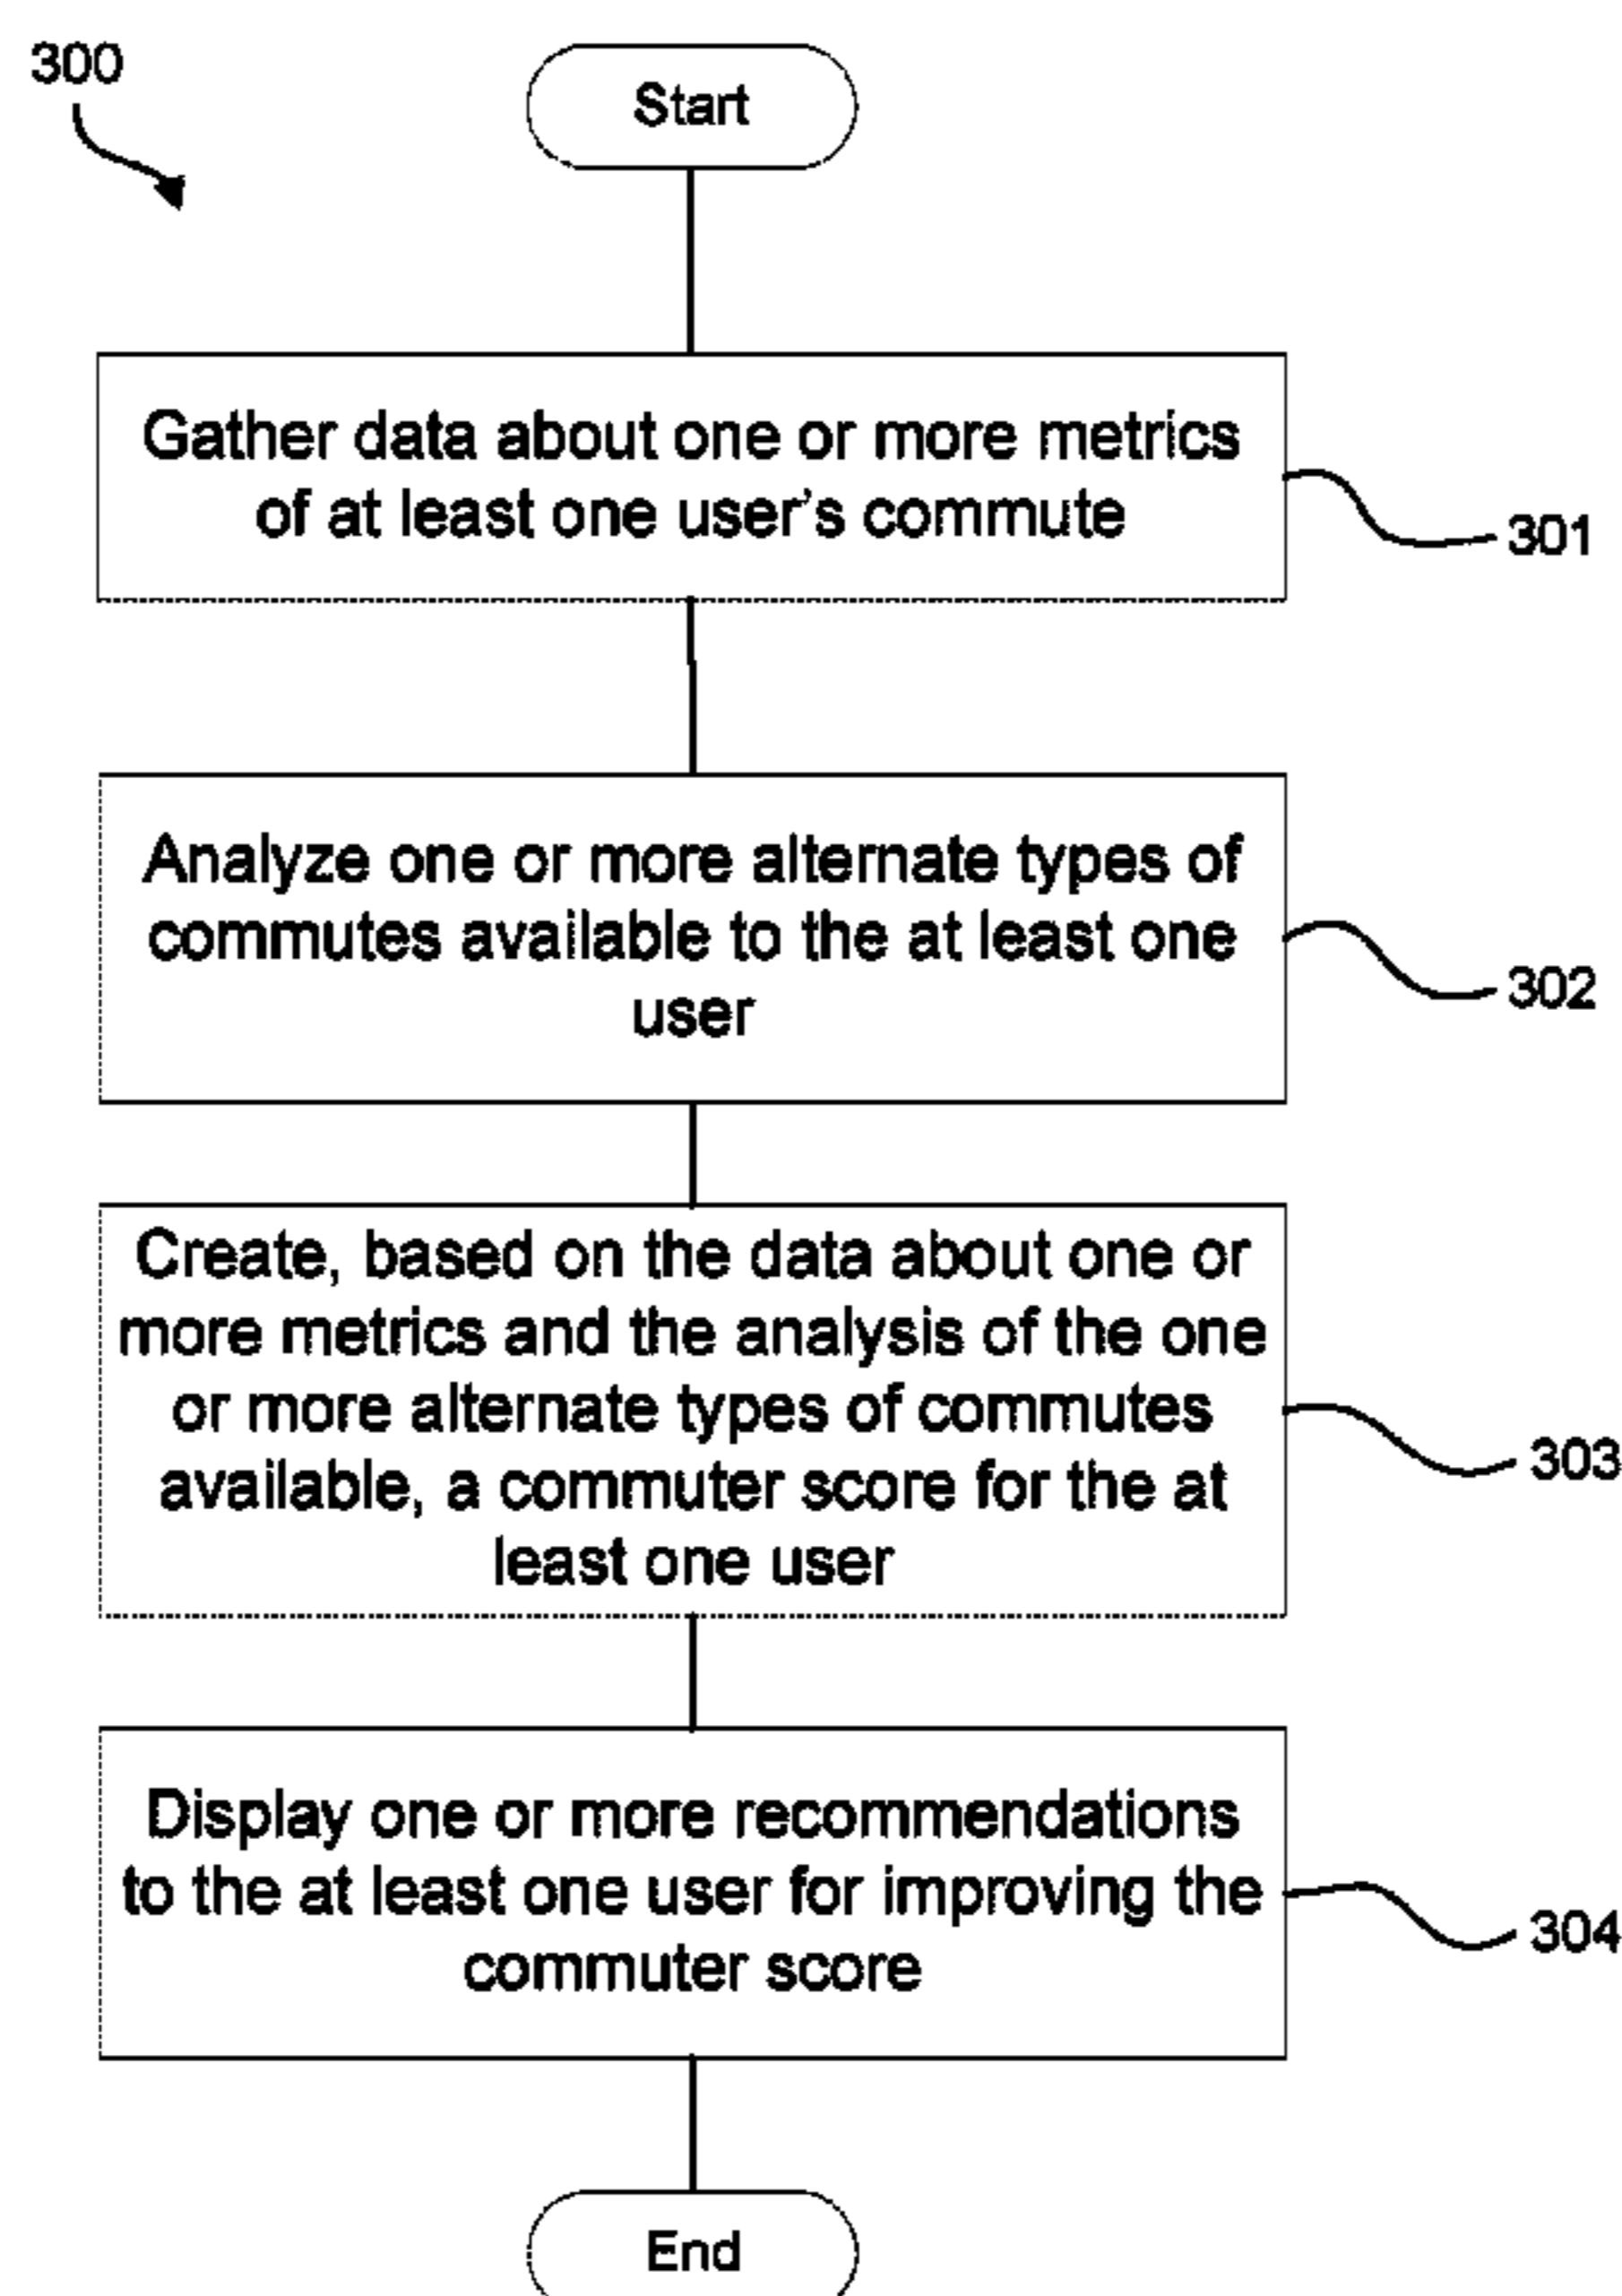 300
Start
Gather data about one or more metrics
of at least one user's commute
301
Analyze one or more alternate types of
commutes available to the at least one
user
302
Create, based on the data about one or
more metrics and the analysis of the one
or more alternate types of commutes
available, a commuter score for the at
least one user
303
Display one or more recommendations
to the at least one user for improving the
commuter score
304
End